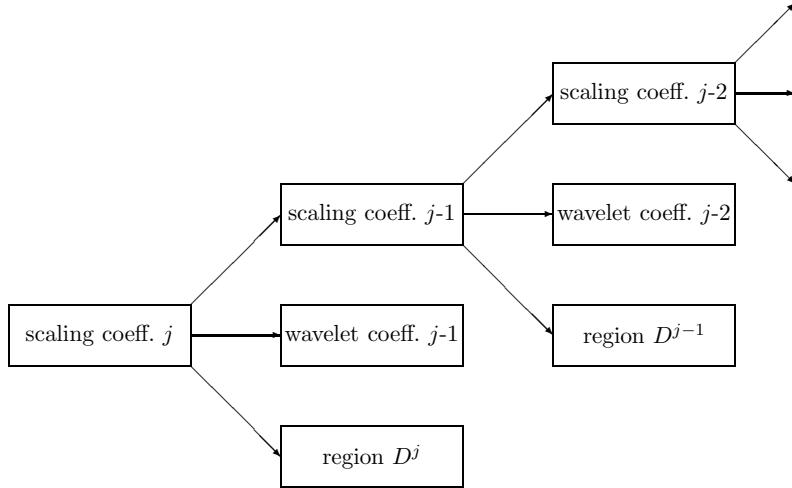 scaling coeff. j-2
scaling coeff. j-1
wavelet coeff. j-2
scaling coeff. j
wavelet coeff. j-1
region D^{j−1}
region D^j